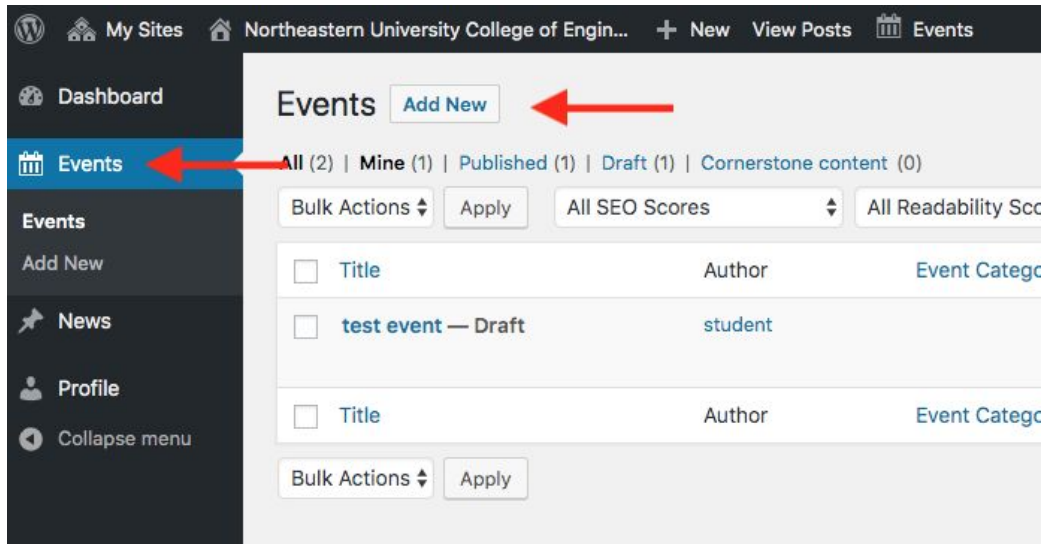 My Sites Northeastern University College of Engin... New View Posts Events
Dashboard
Events
Events
Add New
News
Profile
Collapse menu
Events Add New
All (2) | Mine (1) | Published (1) | Draft (1) | Cornerstone content (0)
Bulk Actions Apply All SEO Scores All Readability Sco
Title Author Event Catego
test event — Draft student
Title Author Event Catego
Bulk Actions Apply